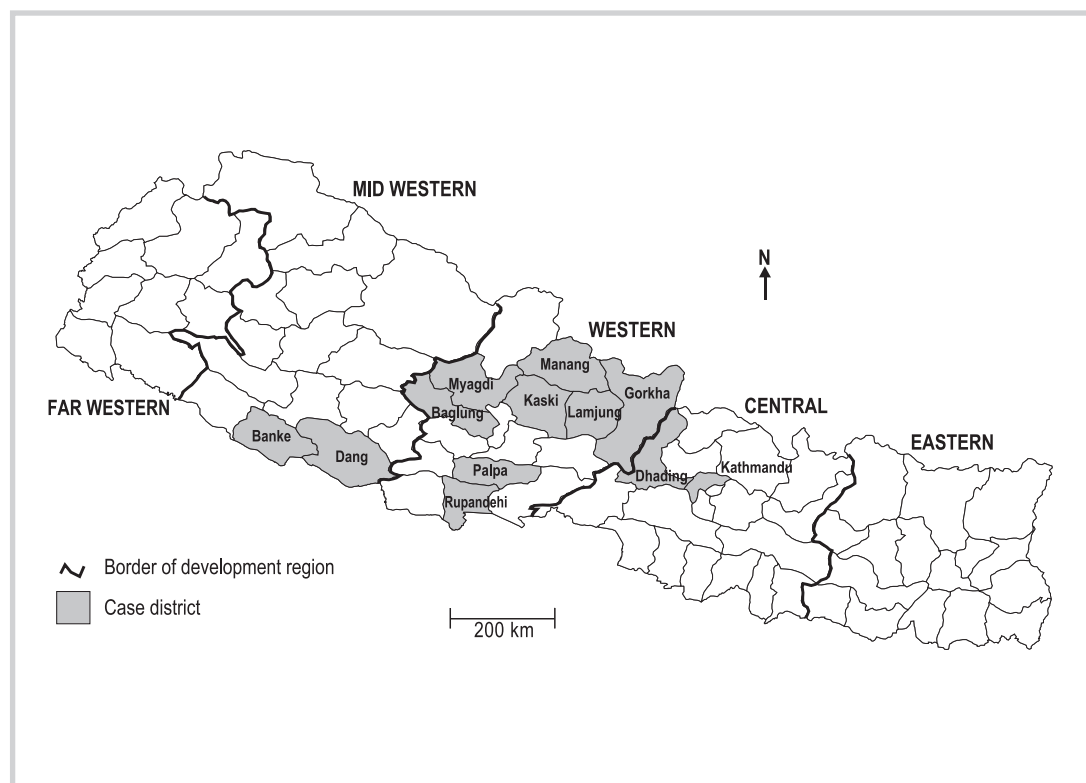 MID WESTERN
N
WESTERN
Manang
Myagdi
Gorkha
Kaski
Lamjung
CENTRAL
FAR WESTERN
Baglung
Banke
EASTERN
Dang
Palpa
Kathmandu
Dhading
Rupandehi
Border of development region
Case district
200 km